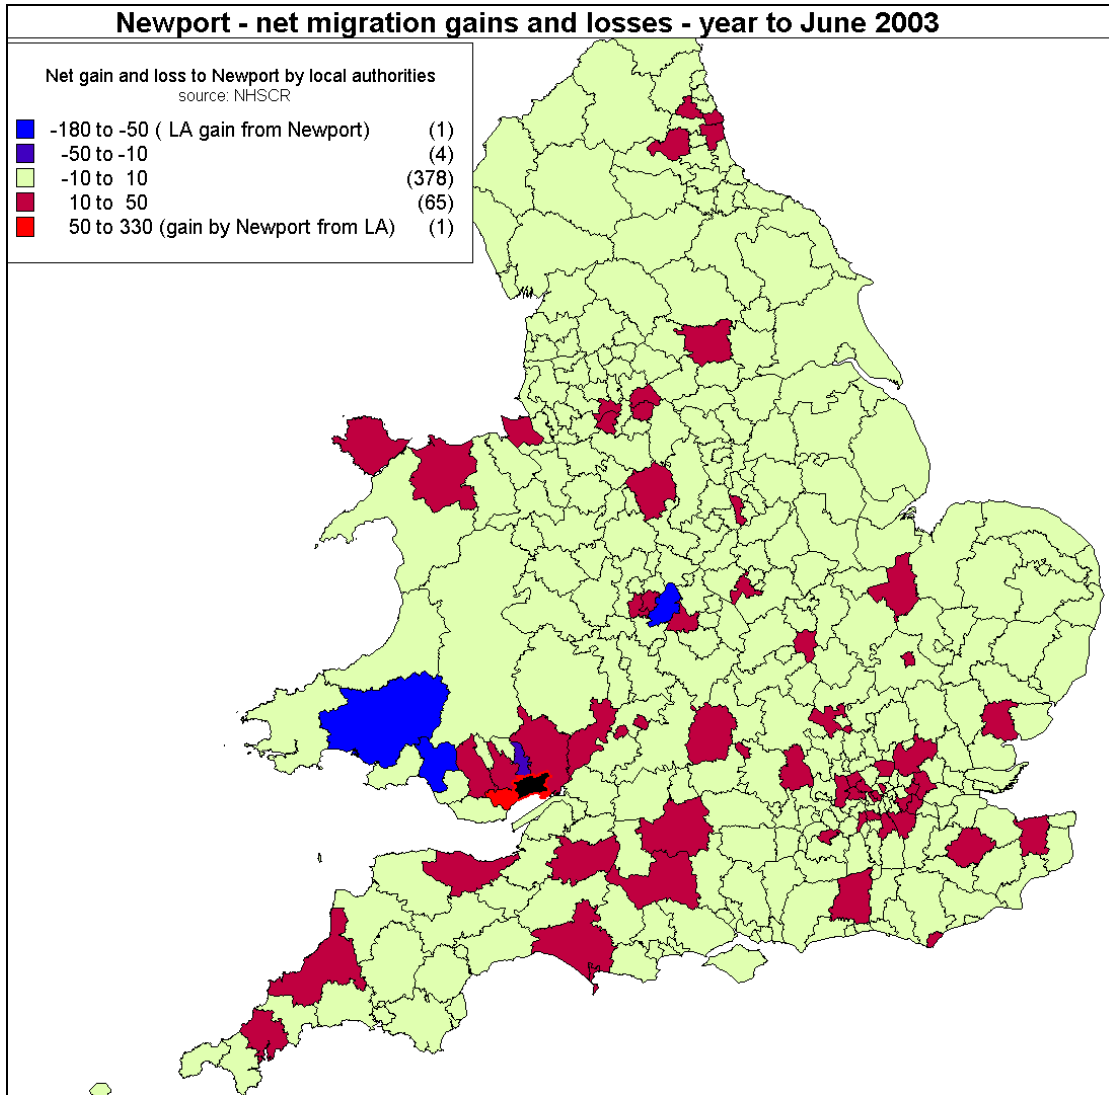 Newport - net migration gains and losses - year to June 2003
Net gain and loss to Newport by local authorities
source: NHSCR
-180 to -50 ( LA gain from Newport) (1)
-50 to -10 (4)
-10 to 10 (378)
10 to 50 (65)
50 to 330 (gain by Newport from LA) (1)